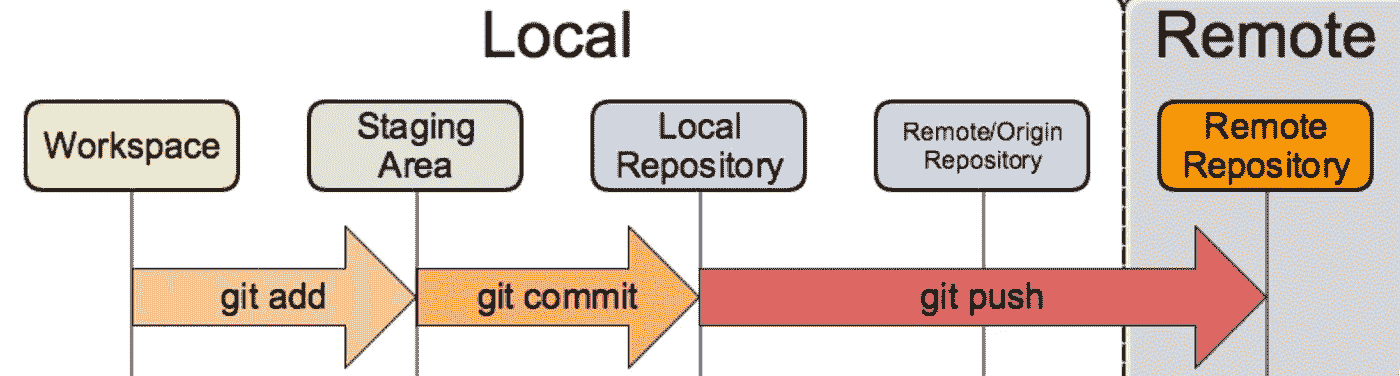 Local
Remote
Workspace
Staging
Area
Local
Repository
Remote/Origin
Repository
Remote
Repository
git add
git commit
git push